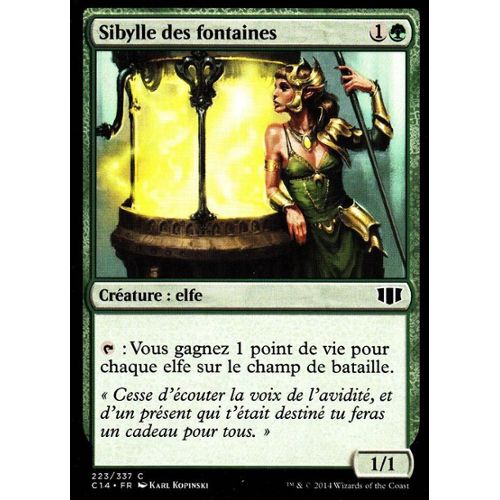 Sibylle des fontaines 1
Créature : elfe
: Vous gagnez 1 point de vie pour
chaque elfe sur le champ de bataille.
« Cesse d'écouter la voix de l'avidité, et
d'un présent qui t'était destiné tu feras
un cadeau pour tous. »
1/1
223/337 C
C14 • FR Karl Kopinski
™ & © 2014 Wizards of the Coast